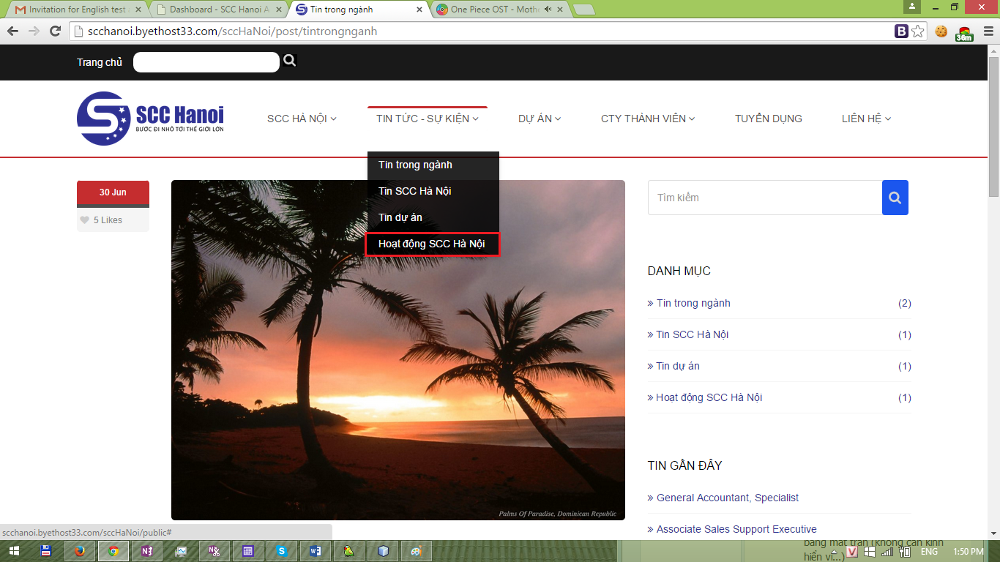 Invitation for English test
Dashboard - SCC Hanoi A
Tin trong ngành
One Piece OST - Moth
scchanoi.byethost33.com/sccHaNoi/post/tintrongnganh
B
36m
Trang chủ
S
SCC Hanoi
BƯỚC ĐI NHỎ TỚI THẾ GIỚI LỚN
SCC HÀ NỘI
TIN TỨC - SỰ KIỆN
DỰ ÁN
CTY THÀNH VIÊN
TUYỂN DỤNG
LIÊN HỆ
Tin trong ngành
Tin SCC Hà Nội
Tin dự án
Hoạt động SCC Hà Nội
30 Jun
5 Likes
Palms Of Paradise, Dominican Republic
Tìm kiếm
DANH MỤC
» Tin trong ngành (2)
» Tin SCC Hà Nội (1)
» Tin dự án (1)
» Hoạt động SCC Hà Nội (1)
TIN GẦN ĐÂY
» General Accountant, Specialist
» Associate Sales Support Executive
scchanoi.byethost33.com/sccHaNoi/public#
bằng mắt trần (không cần kính
hiển vi...)
ENG
1:50 PM